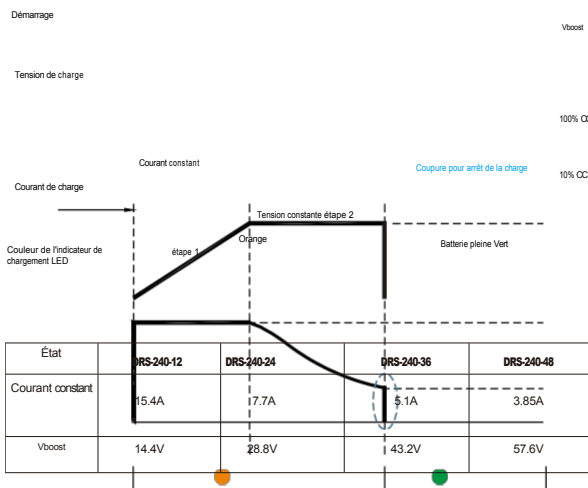 Démarrage
Vboost
Tension de charge
100% CC
Courant constant
Coupure pour arrêt de la charge
10% CC
Courant de charge
Tension constante étape 2
Orange
Batterie pleine Vert
Couleur de l'indicateur de
chargement LED
étape 1
État DRS-240-12 DRS-240-24 DRS-240-36 DRS-240-48
Courant constant 15.4A 7.7A 5.1A 3.85A
Vboost 14.4V 28.8V 43.2V 57.6V